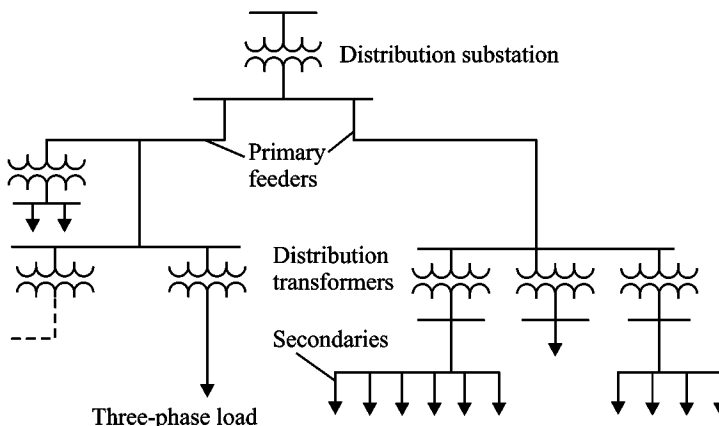 Distribution substation
Primary
feeders
Distribution
transformers
Secondaries
Three-phase load